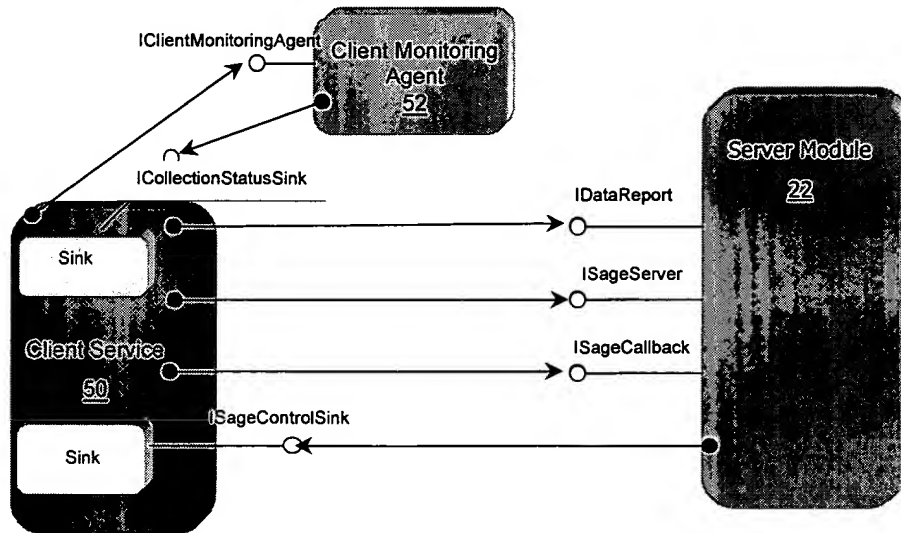 IClientMonitoringAgent
Client Monitoring
Agent
52
ICollectionStatusSink
Server Module
22
IDataReport
Sink
ISageServer
Client Service
50
ISageCallback
ISageControlSink
Sink